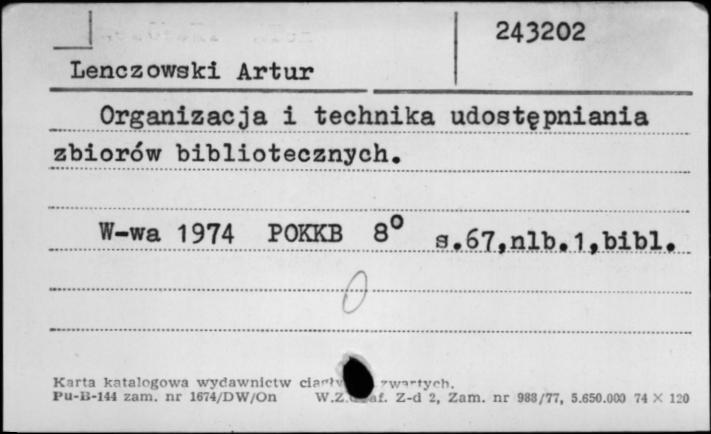 243202
Lenczowski Artur
Organizacja i technika udostępniania
zbiorów bibliotecznych.
W-wa 1974 POKKB 8° s.67,nlb.1,bibl.
Karta katalogowa wydawnictw
Pu-B-144 zam. nr 1674/DW/On W.Z. Z-d 2, Zam. nr 988/77, 5.650.000 74 × 120